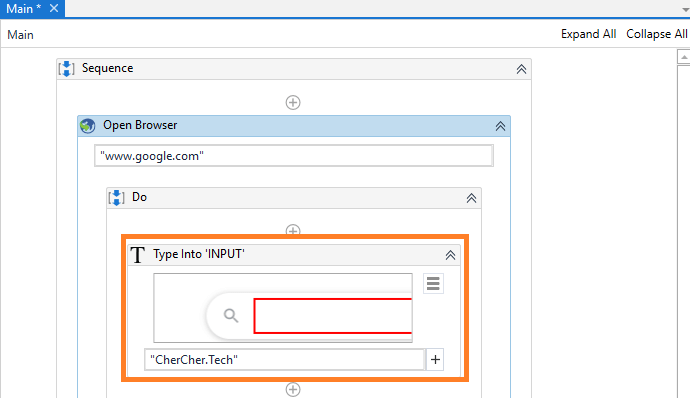 Main *
Main
Expand All
Collapse All
Sequence
Open Browser
"www.google.com"
Do
T
Type Into 'INPUT'
"CherCher.Tech"